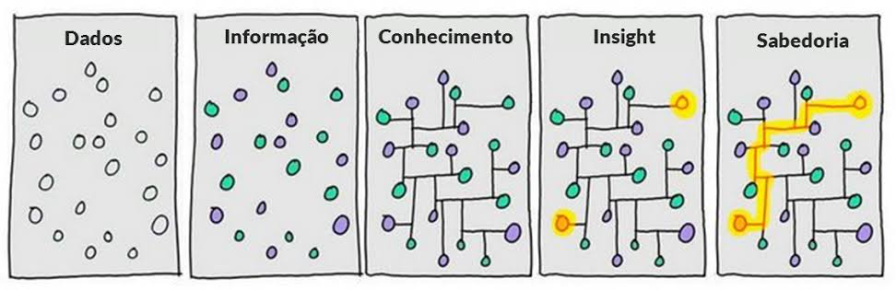 Dados
Informação
Conhecimento
Insight
Sabedoria